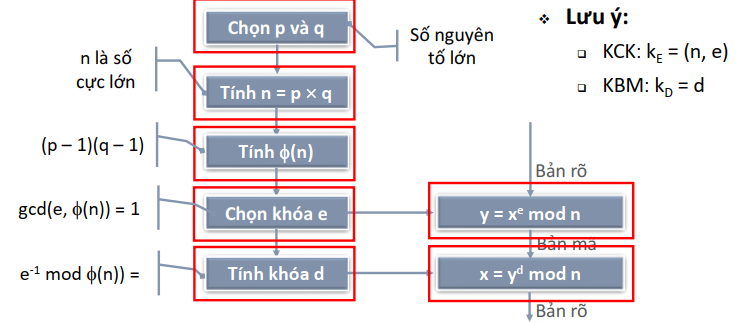 Chọn p và q
Số nguyên
tố lớn
❖ Lưu ý:
❑ KCK: kE = (n, e)
❑ KBM: kD = d
n là số
cực lớn
Tính n = p × q
(p – 1)(q – 1)
Tính ϕ(n)
Bản rõ
gcd(e, ϕ(n)) = 1
Chọn khóa e
y = xᵉ mod n
Bản mã
e⁻¹ mod ϕ(n)) =
Tính khóa d
x = yᵈ mod n
Bản rõ